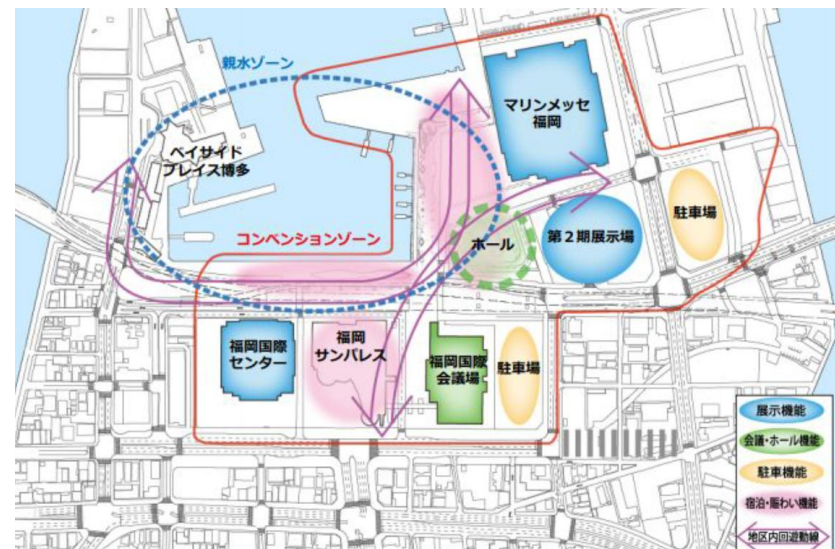 親水ゾーン
マリンメッセ
福岡
ベイサイド
プレイス博多
コンベンションゾーン
ホール
第2期展示場
駐車場
福岡国際
センター
福岡
サンパレス
福岡国際
会議場
駐車場
展示機能
会議・ホール機能
駐車機能
宿泊・賑わい機能
地区内回遊動線